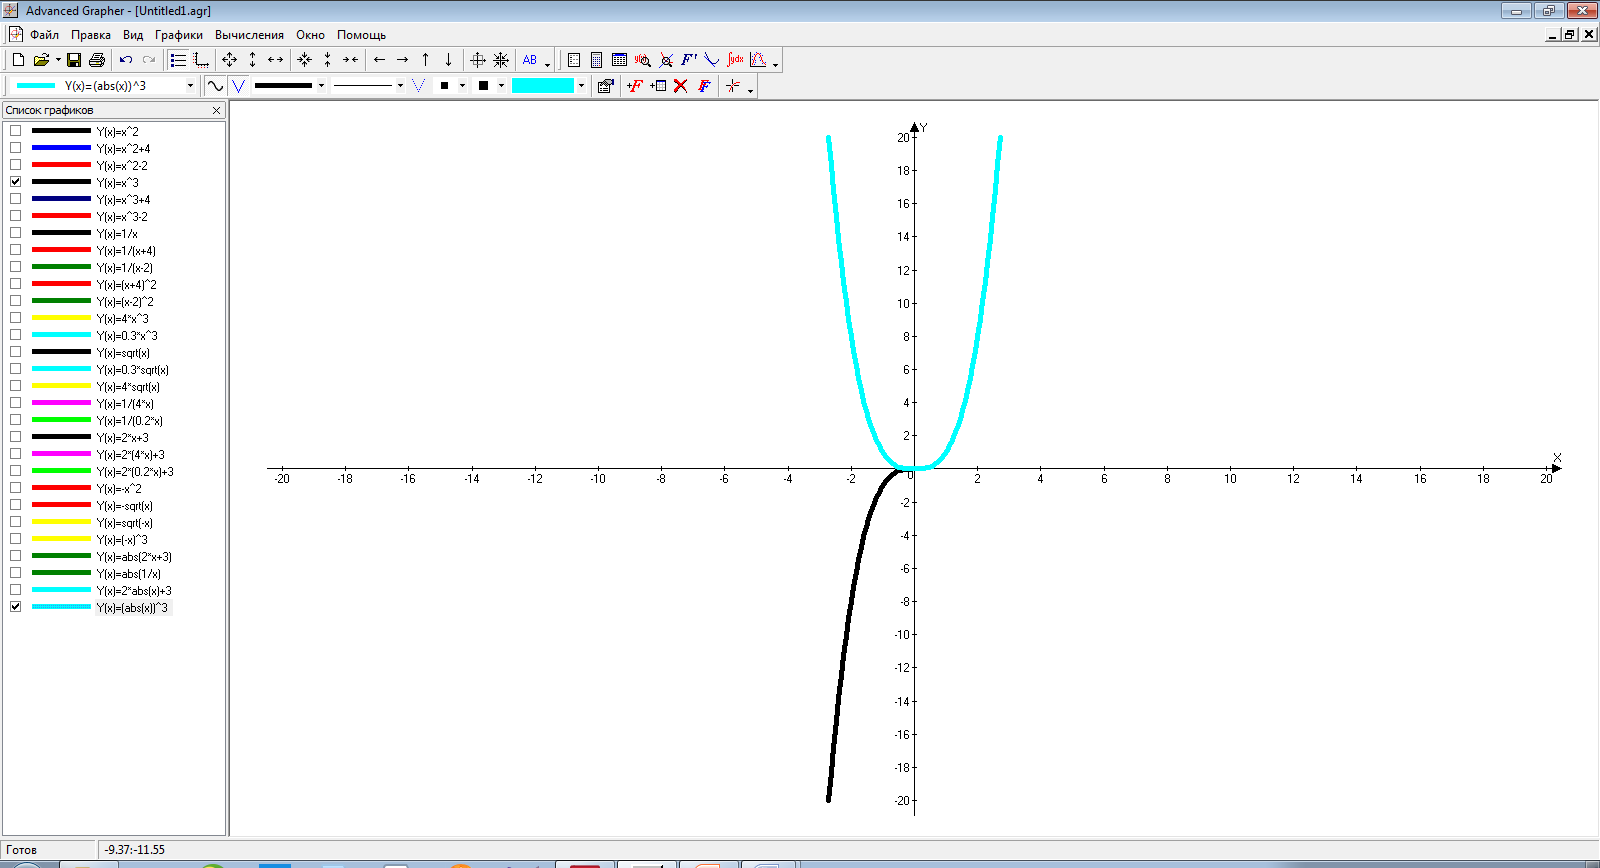 Advanced Grapher - [Untitled1.agr]
Файл Правка Вид Графики Вычисления Окно Помощь
AB y(x) F' ∫ydx
Y(x)=(abs(x))^3 +F F
Список графиков
Y(x)=x^2
Y(x)=x^2+4
Y(x)=x^2-2
Y(x)=x^3
Y(x)=x^3+4
Y(x)=x^3-2
Y(x)=1/x
Y(x)=1/(x+4)
Y(x)=1/(x-2)
Y(x)=(x+4)^2
Y(x)=(x-2)^2
Y(x)=4*x^3
Y(x)=0.3*x^3
Y(x)=sqrt(x)
Y(x)=0.3*sqrt(x)
Y(x)=4*sqrt(x)
Y(x)=1/(4*x)
Y(x)=1/(0.2*x)
Y(x)=2*x+3
Y(x)=2*(4*x)+3
Y(x)=2*(0.2*x)+3
Y(x)=-x^2
Y(x)=-sqrt(x)
Y(x)=sqrt(-x)
Y(x)=(-x)^3
Y(x)=abs(2*x+3)
Y(x)=abs(1/x)
Y(x)=2*abs(x)+3
Y(x)=(abs(x))^3
Y
20
18
16
14
12
10
8
6
4
2
X
-20 -18 -16 -14 -12 -10 -8 -6 -4 -2 0 2 4 6 8 10 12 14 16 18 20
-2
-4
-6
-8
-10
-12
-14
-16
-18
-20
Готов -9.37:-11.55